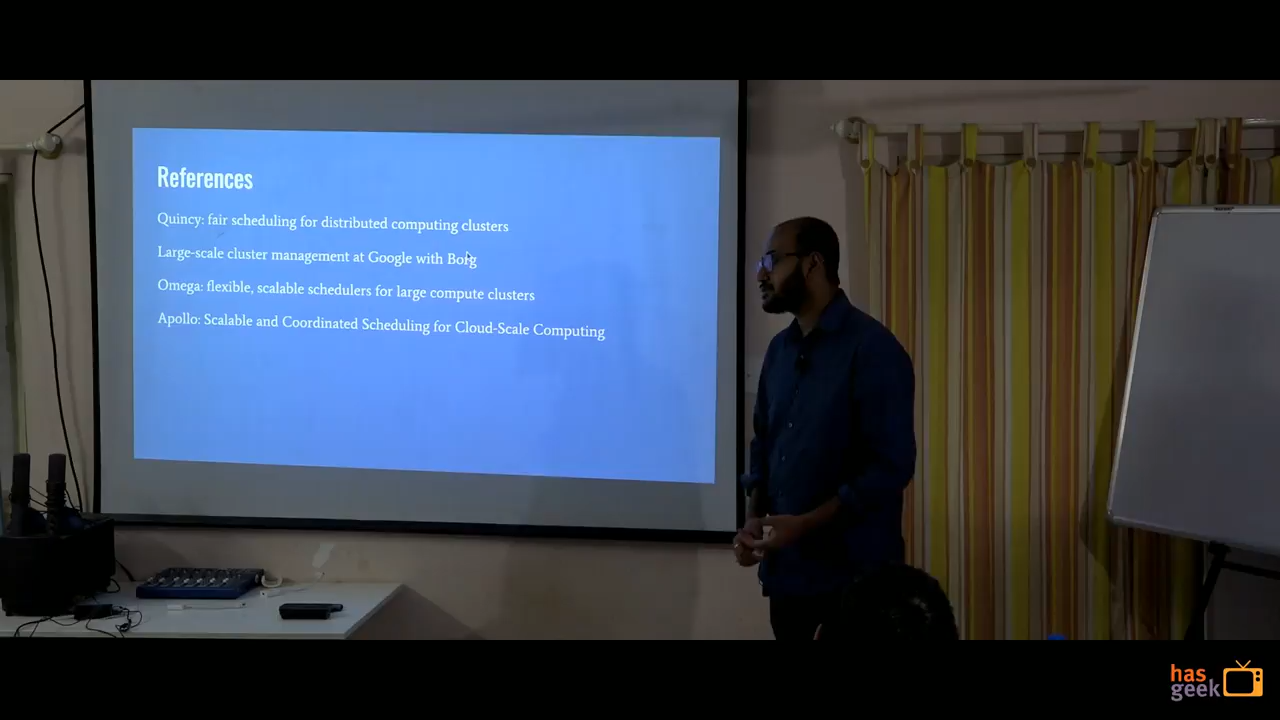 References
Quincy: fair scheduling for distributed computing clusters
Large-scale cluster management at Google with Borg
Omega: flexible, scalable schedulers for large compute clusters
Apollo: Scalable and Coordinated Scheduling for Cloud-Scale Computing
has
geek